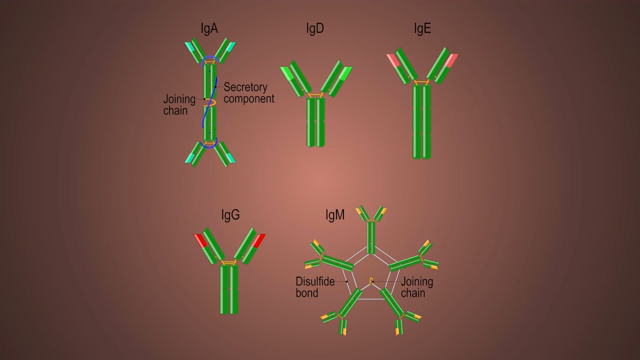 IgA
IgD
IgE
Joining
chain
Secretory
component
IgG
IgM
Disulfide
bond
Joining
chain